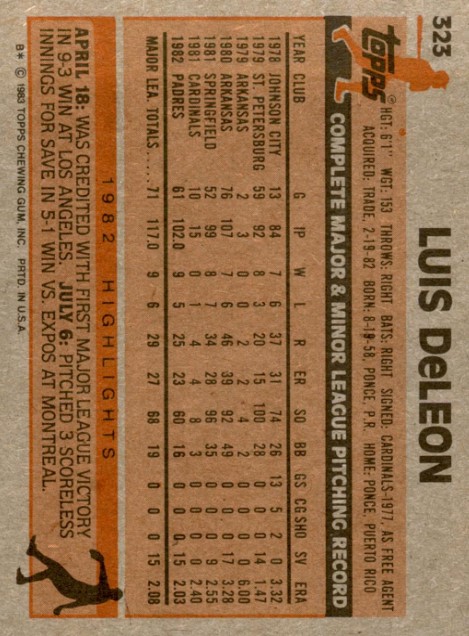 323
LUIS DeLEON
topps®
HGT: 6'1" WGT: 153 THROWS: RIGHT BATS: RIGHT SIGNED: CARDINALS-1977, AS FREE AGENT
ACQUIRED: TRADE, 2-19-82 BORN: 8-19-58, PONCE, P.R. HOME: PONCE, PUERTO RICO
COMPLETE MAJOR & MINOR LEAGUE PITCHING RECORD
YEAR CLUB G IP W L R ER SO BB GS CG SHO SV ERA
1978 JOHNSON CITY 13 84 7 6 37 31 74 26 13 5 2 0 3.32
1979 ST. PETERSBURG 59 92 8 3 20 15 100 28 0 0 0 14 1.47
1979 ARKANSAS 2 3 0 0 2 2 4 2 0 0 0 0 6.00
1980 ARKANSAS 76 107 7 6 46 39 92 49 0 0 0 17 3.28
1981 SPRINGFIELD 52 99 8 7 34 28 96 35 0 0 0 9 2.55
1981 CARDINALS 10 15 0 1 4 4 8 3 0 0 0 0 2.40
1982 PADRES 61 102.0 9 5 25 23 60 16 0 0 0 15 2.03
MAJOR LEA. TOTALS ..... 71 117.0 9 6 29 27 68 19 0 0 0 15 2.08
1982 HIGHLIGHTS
APRIL 18: WAS CREDITED WITH FIRST MAJOR LEAGUE VICTORY
IN 9-3 WIN AT LOS ANGELES. JULY 6: PITCHED 3 SCORELESS
INNINGS FOR SAVE IN 5-1 WIN VS. EXPOS AT MONTREAL.
B* © 1983 TOPPS CHEWING GUM, INC. PRTD. IN U.S.A.